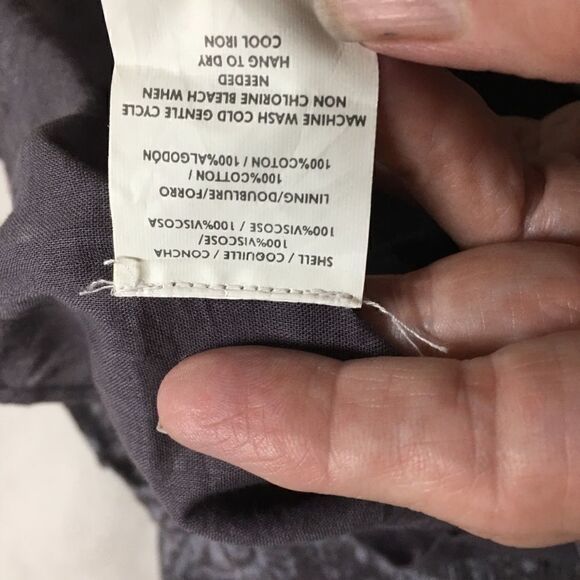 SHELL / COQUILLE / CONCHA
100%VISCOSE/
100%VISCOSE / 100%VISCOSA
LINING/DOUBLURE/FORRO
100%COTTON /
100%COTTON / 100%ALGODÓN
MACHINE WASH COLD GENTLE CYCLE
NON CHLORINE BLEACH WHEN
NEEDED
HANG TO DRY
COOL IRON